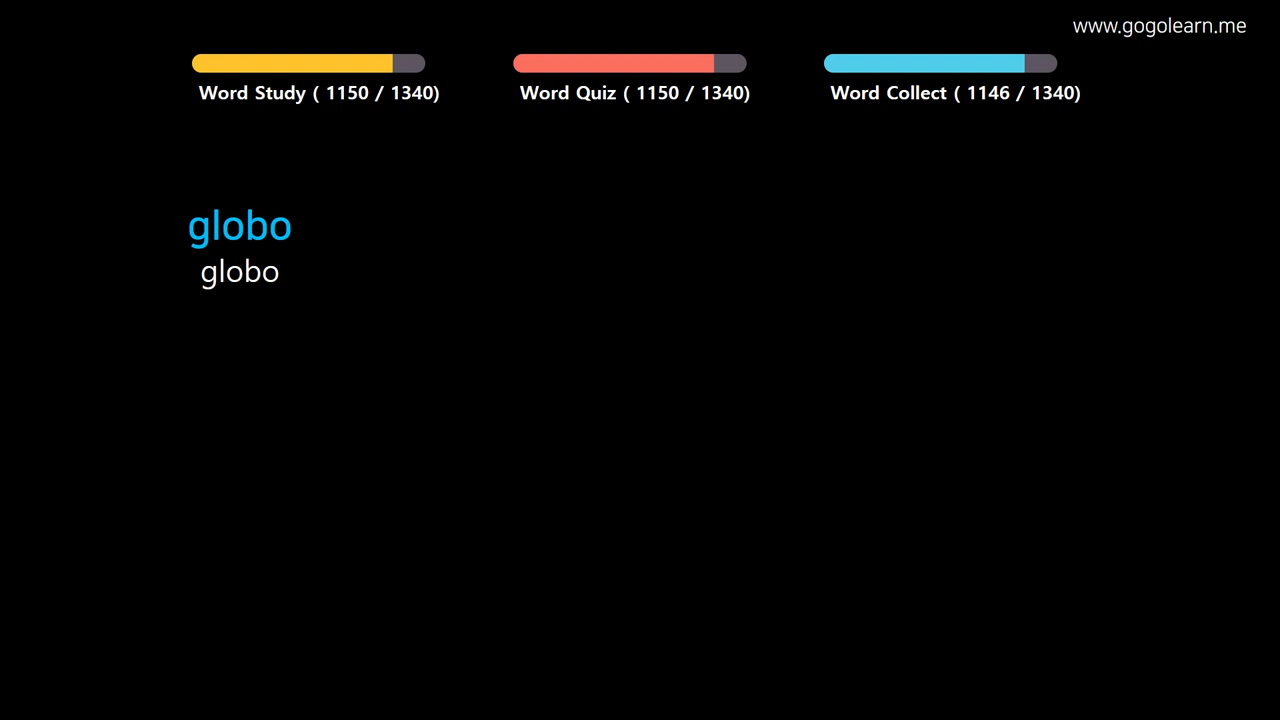 www.gogolearn.me
Word Study ( 1150 / 1340)
Word Quiz ( 1150 / 1340)
Word Collect ( 1146 / 1340)
globo
globo